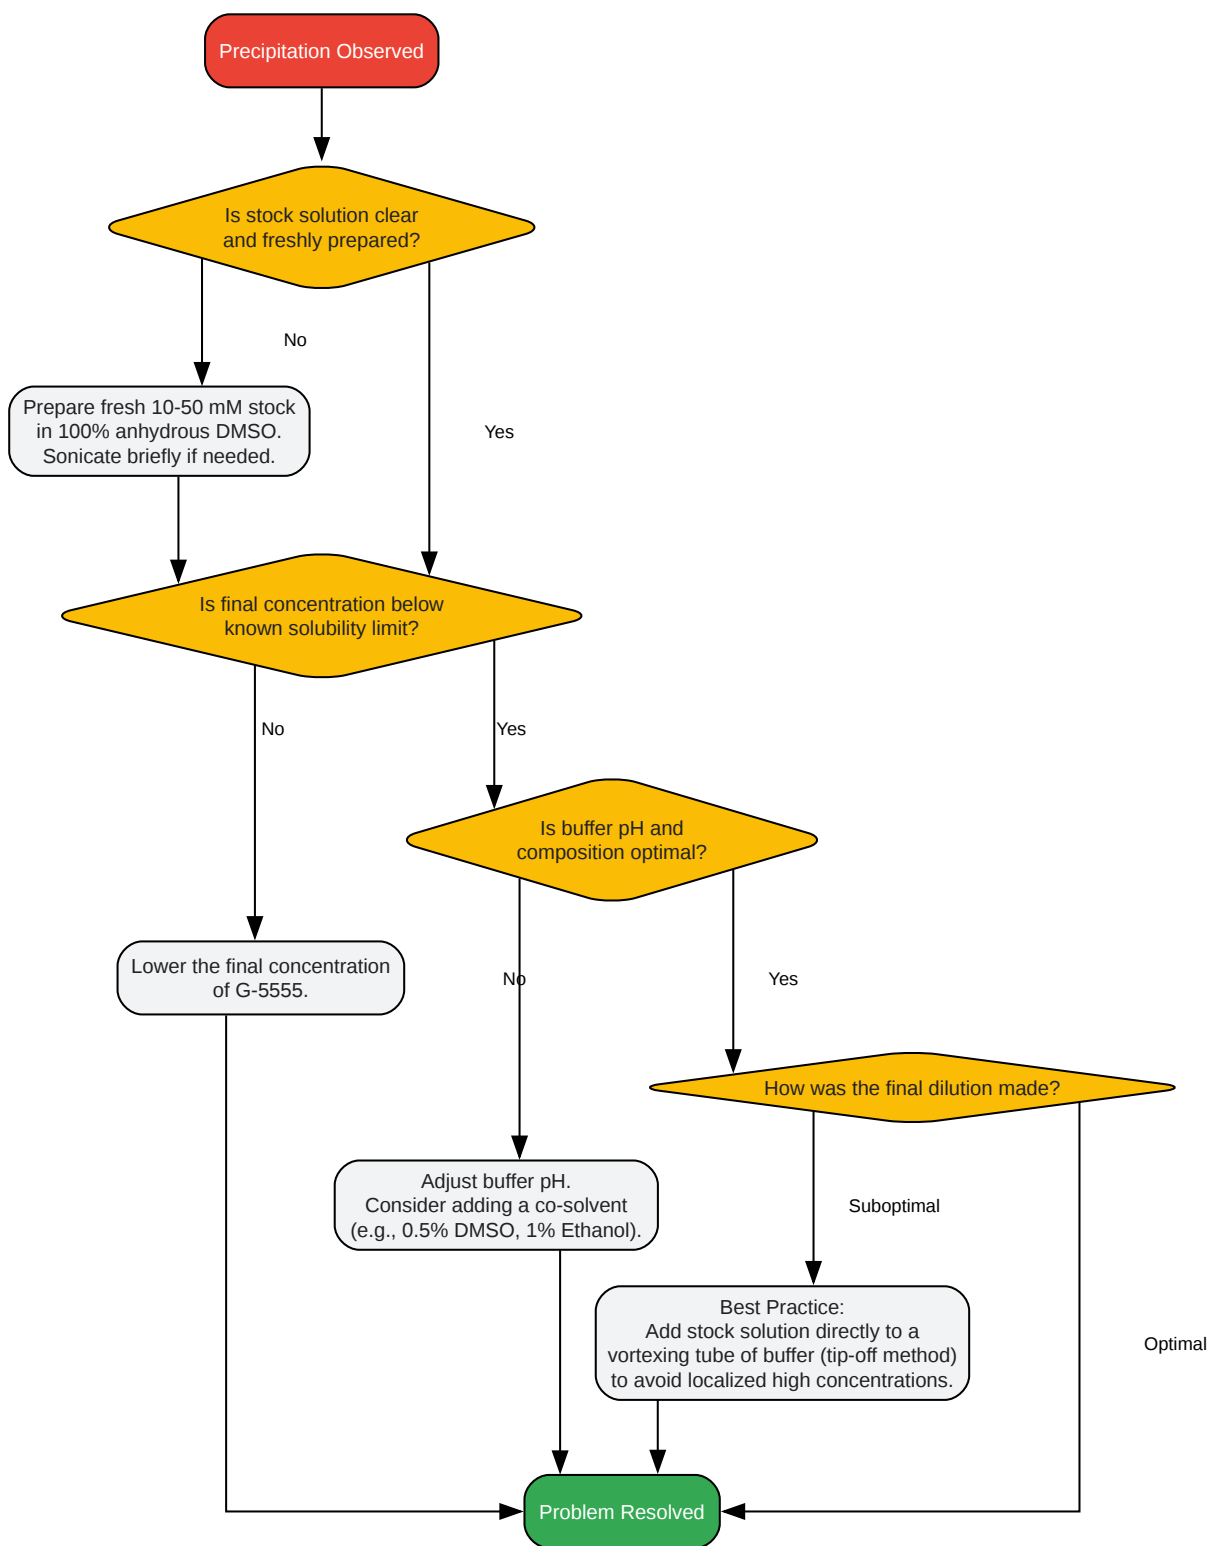 Precipitation Observed
Is stock solution clear
and freshly prepared?
No
Yes
Prepare fresh 10-50 mM stock
in 100% anhydrous DMSO.
Sonicate briefly if needed.
Is final concentration below
known solubility limit?
No
Yes
Is buffer pH and
composition optimal?
Lower the final concentration
of G-5555.
No
Yes
How was the final dilution made?
Adjust buffer pH.
Consider adding a co-solvent
(e.g., 0.5% DMSO, 1% Ethanol).
Suboptimal
Optimal
Best Practice:
Add stock solution directly to a
vortexing tube of buffer (tip-off method)
to avoid localized high concentrations.
Problem Resolved